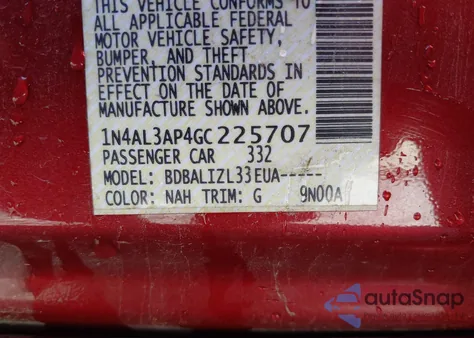 THIS VEHICLE CONFORMS TO
ALL APPLICABLE FEDERAL
MOTOR VEHICLE SAFETY,
BUMPER, AND THEFT
PREVENTION STANDARDS IN
EFFECT ON THE DATE OF
MANUFACTURE SHOWN ABOVE.
1N4AL3AP4GC225707
PASSENGER CAR 332
MODEL: BDBALIZL33EUA-----
COLOR: NAH TRIM: G 9N00A
autoSnap